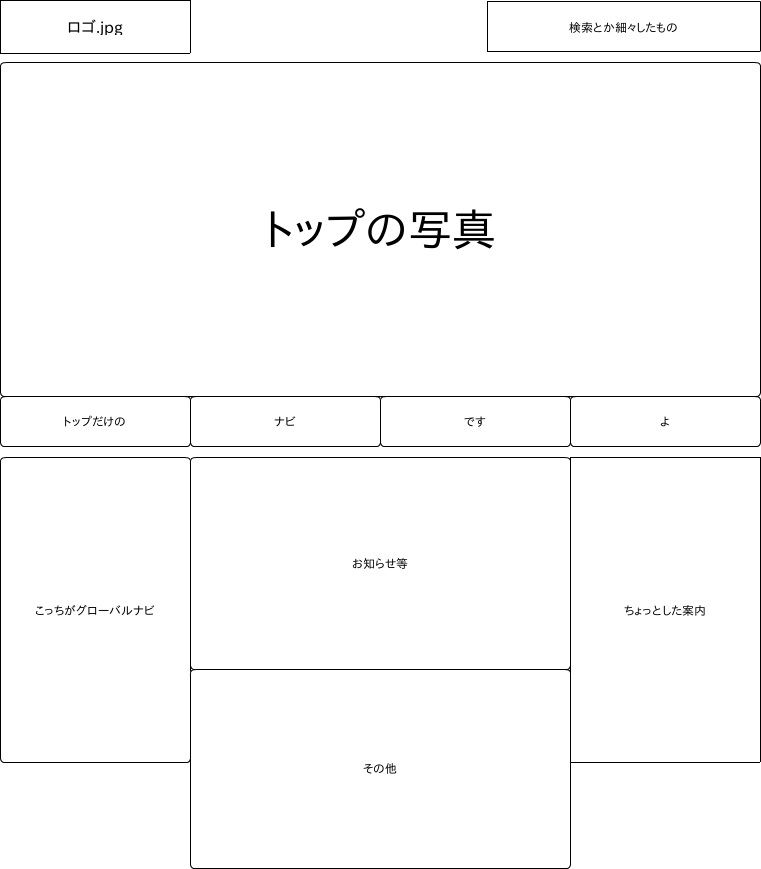 ロゴ.jpg
検索とか細々したもの
トップの写真
トップだけの
ナビ
です
よ
こっちがグローバルナビ
お知らせ等
ちょっとした案内
その他